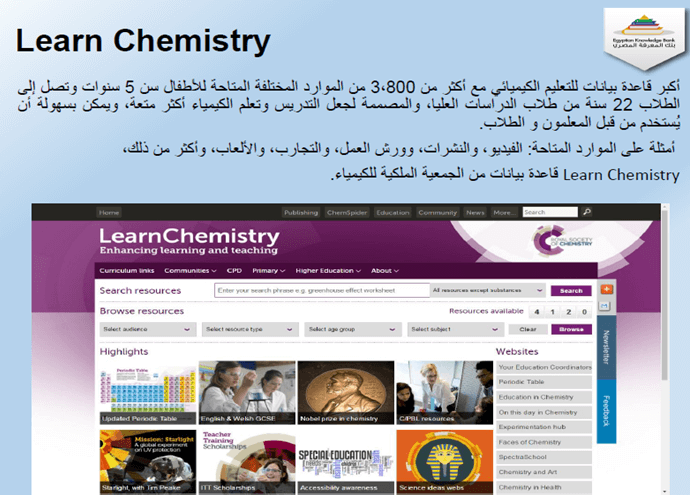 Learn Chemistry
Egyptian Knowledge Bank
بنك المعرفة المصري
أكبر قاعدة بيانات للتعليم الكيميائي مع أكثر من 3،800 من الموارد المختلفة المتاحة للأطفال سن 5 سنوات وتصل إلى
الطلاب 22 سنة من طلاب الدراسات العليا، والمصممة لجعل التدريس وتعلم الكيمياء أكثر متعة، ويمكن بسهولة أن
يُستخدم من قبل المعلمون و الطلاب.
أمثلة على الموارد المتاحة: الفيديو، والنشرات، وورش العمل، والتجارب، والألعاب، وأكثر من ذلك،
Learn Chemistry قاعدة بيانات من الجمعية الملكية للكيمياء.
Home Publishing ChemSpider Education Community News More... Search
LearnChemistry
Enhancing learning and teaching
ROYAL SOCIETY
OF CHEMISTRY
Curriculum links Communities CPD Primary Higher Education About
Search resources Enter your search phrase e.g. greenhouse effect worksheet All resources except substances Search
Browse resources Resources available 4 1 2 0
Select audience Select resource type Select age group Select subject Clear Browse
Newsletter
Feedback
Highlights Websites
Periodic Table
Updated Periodic Table English & Welsh GCSE Nobel prize in chemistry C/PBL resources
Mission: Starlight
A global experiment
on UV protection
Starlight, with Tim Peake
Teacher
Training
Scholarships
ITT Scholarships
SPECIAL EDUCATION
Accessibility awareness
Science ideas webs
Your Education Coordinators
Periodic Table
Education in Chemistry
On this day in Chemistry
Experimentation hub
Faces of Chemistry
SpectraSchool
Chemistry and Art
Chemistry in Health